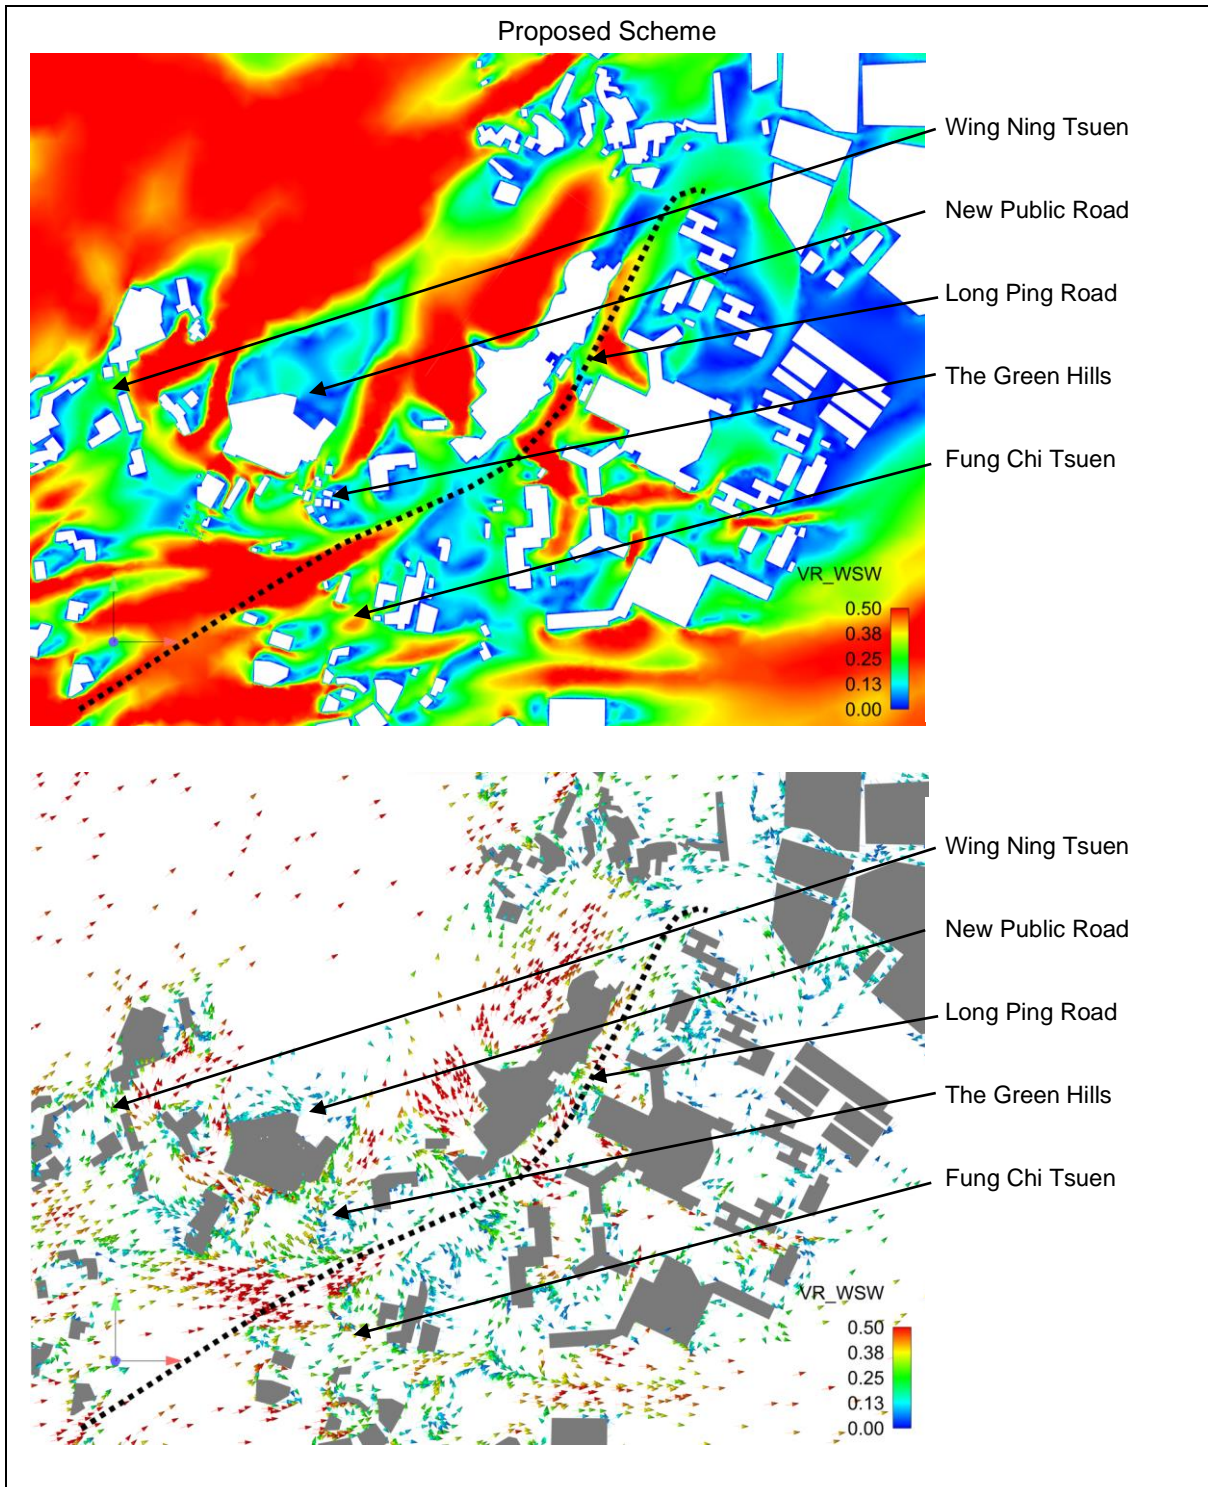 Proposed Scheme
Wing Ning Tsuen
New Public Road
Long Ping Road
The Green Hills
Fung Chi Tsuen
VR_WSW
0.50
0.38
0.25
0.13
0.00
Wing Ning Tsuen
New Public Road
Long Ping Road
The Green Hills
Fung Chi Tsuen
VR_WSW
0.50
0.38
0.25
0.13
0.00